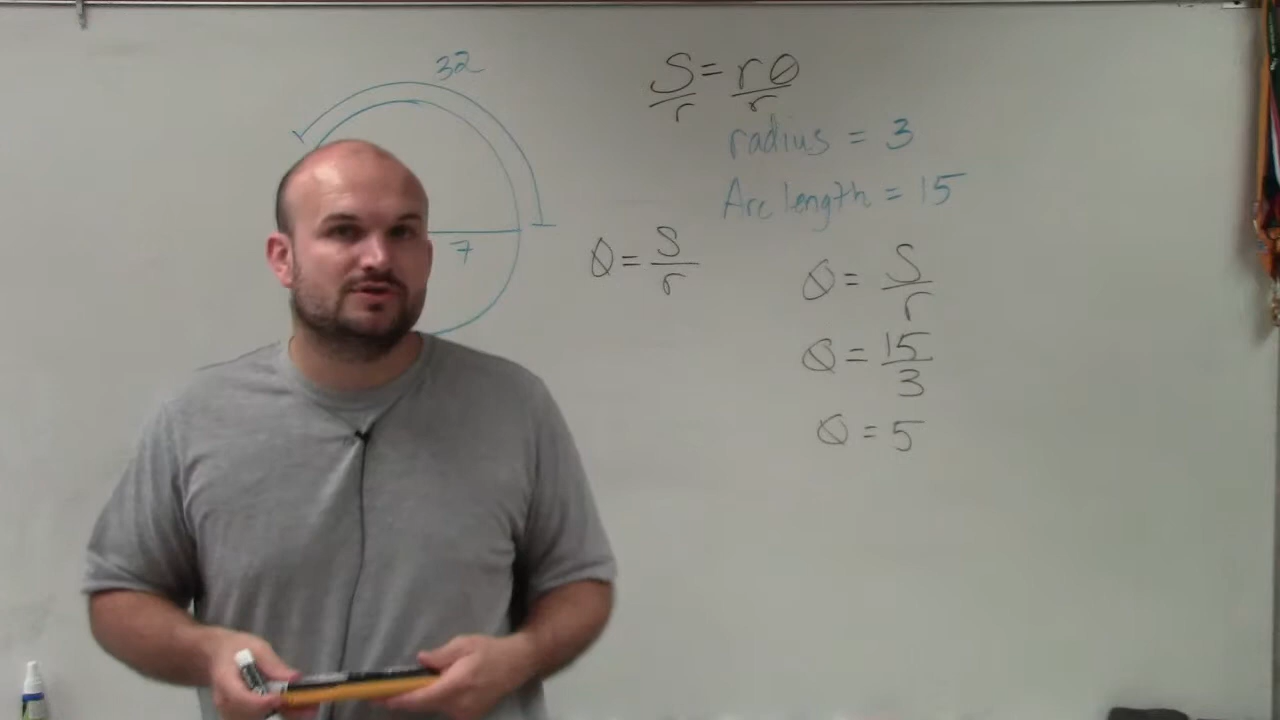 32
7
S = rθ
r r
radius = 3
Arc length = 15
θ = S
r
θ = S
r
θ = 15
3
θ = 5